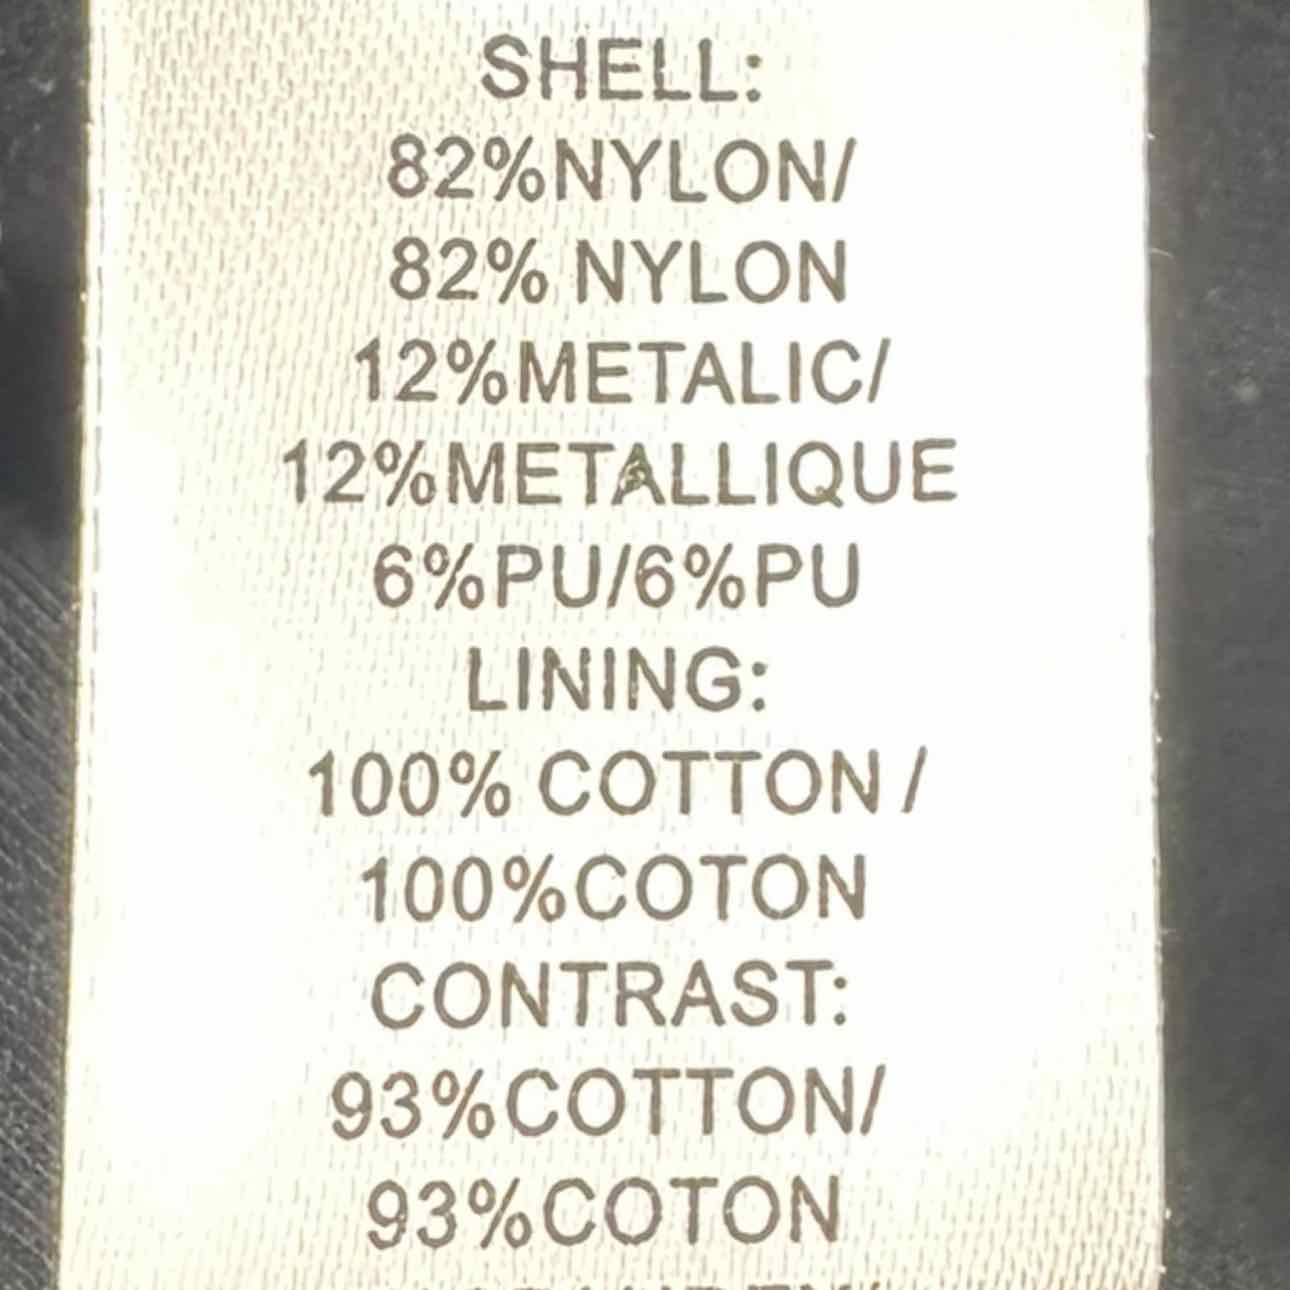 SHELL:
82%NYLON/
82% NYLON
12%METALIC/
12%METALLIQUE
6%PU/6%PU
LINING:
100% COTTON /
100%COTON
CONTRAST:
93%COTTON/
93%COTON